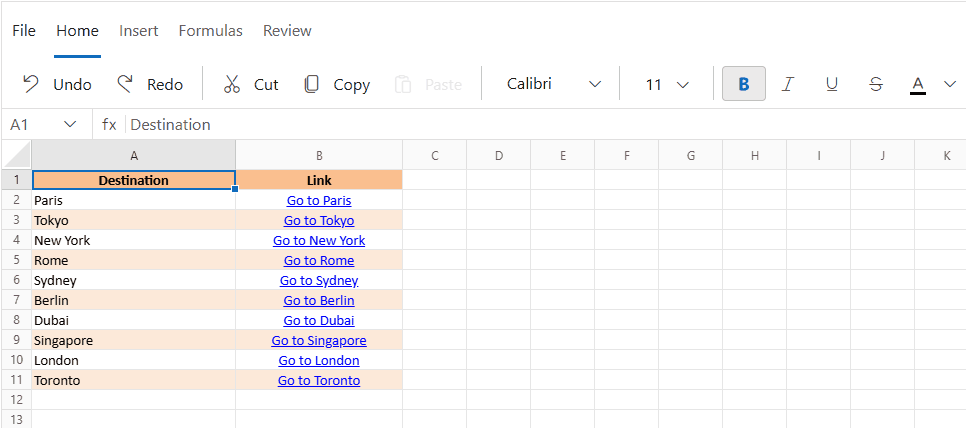 File Home Insert Formulas Review
Undo Redo Cut Copy Paste Calibri 11 B I U S A
A1 fx Destination
A B C D E F G H I J K
1 Destination Link
2 Paris Go to Paris
3 Tokyo Go to Tokyo
4 New York Go to New York
5 Rome Go to Rome
6 Sydney Go to Sydney
7 Berlin Go to Berlin
8 Dubai Go to Dubai
9 Singapore Go to Singapore
10 London Go to London
11 Toronto Go to Toronto
12
13